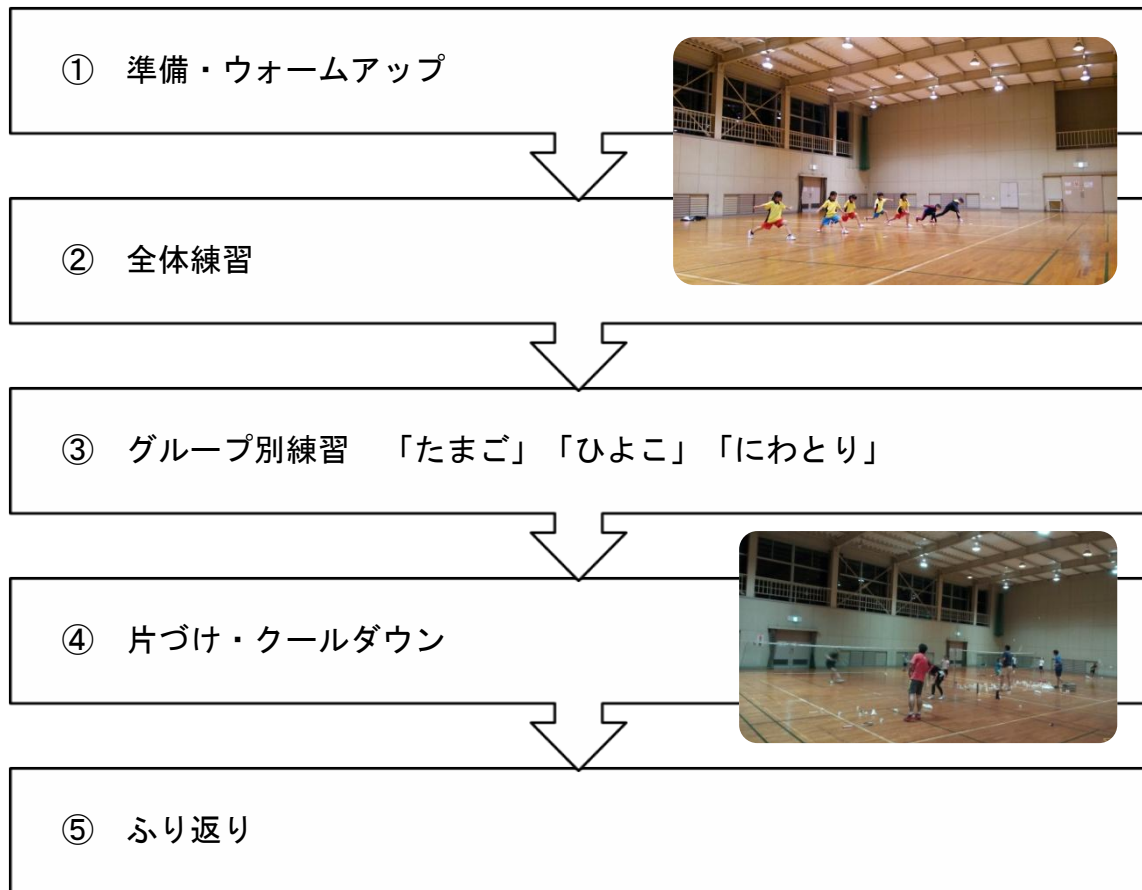 ① 準備・ウォームアップ
② 全体練習
③ グループ別練習 「たまご」「ひよこ」「にわとり」
④ 片づけ・クールダウン
⑤ ふり返り